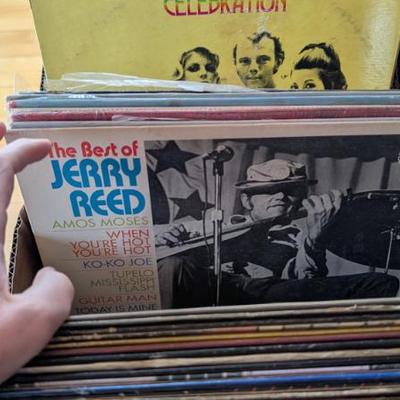 CELEBRATION
The Best of
JERRY
REED
AMOS MOSES
WHEN
YOU'RE HOT
YOU'RE HOT
KO-KO JOE
TUPELO
MISSISSIPPI
FLASH
GUITAR MAN
TODAY IS MINE